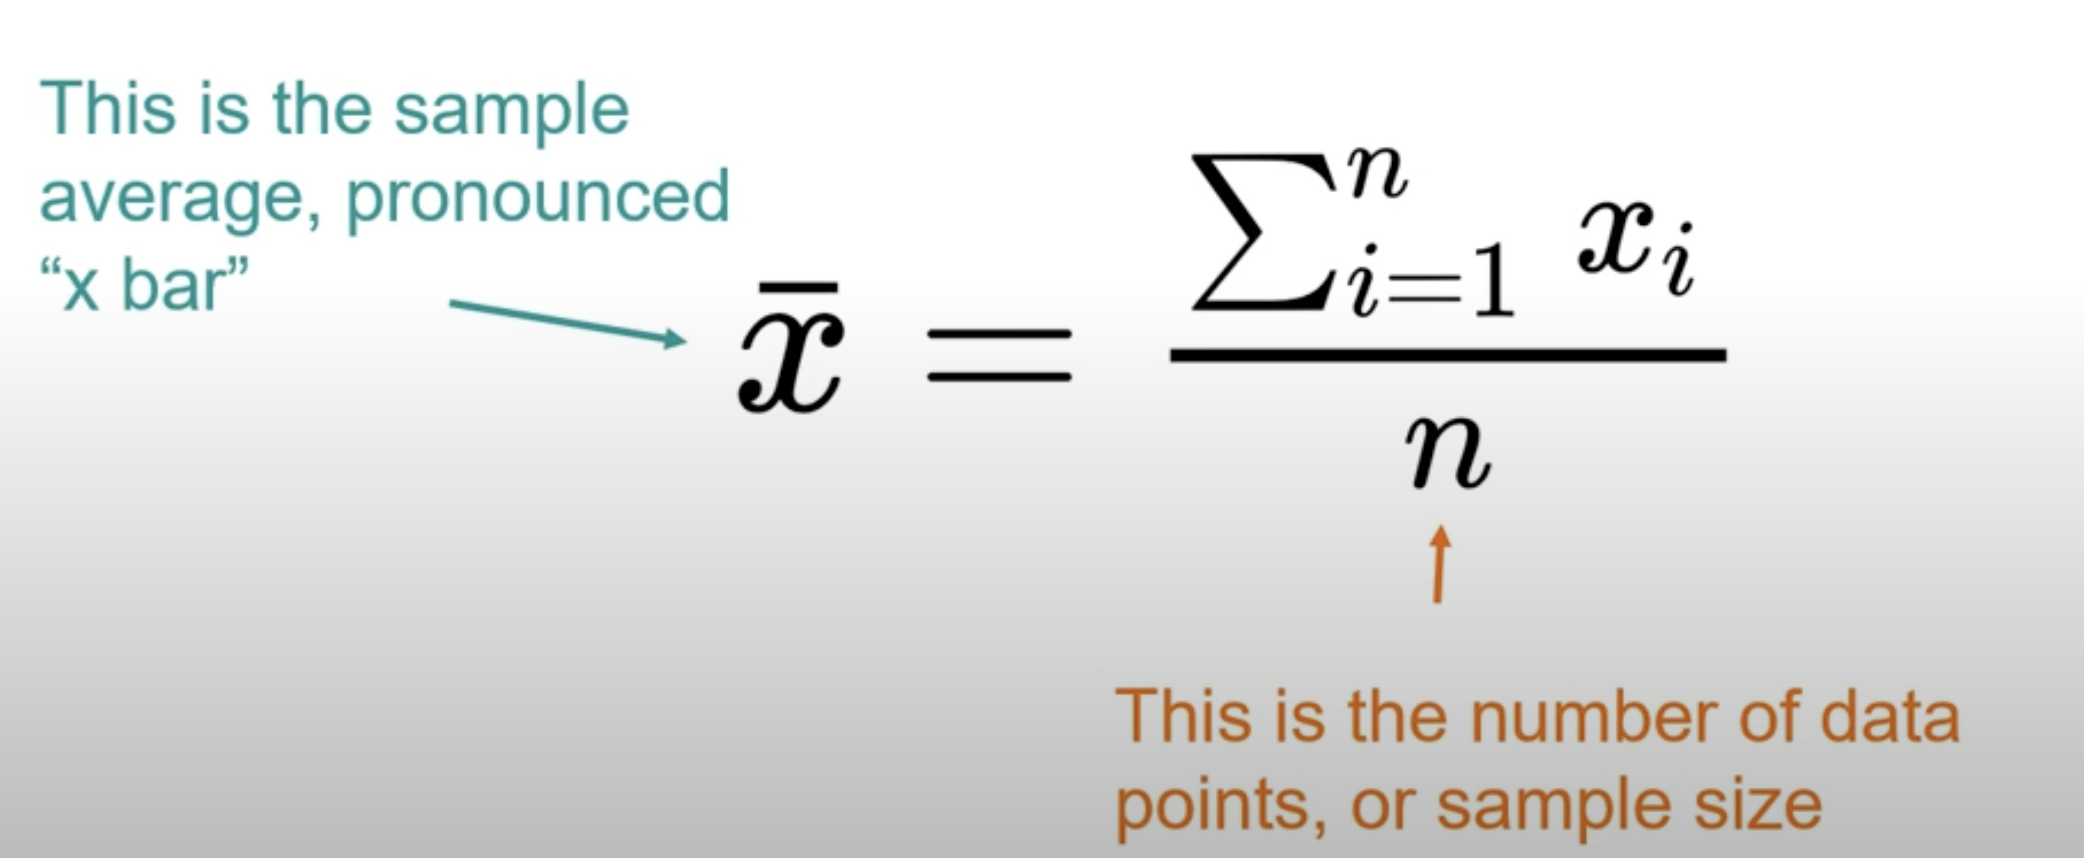 This is the sample
average, pronounced
“x bar”
x̄ = \frac{\sum_{i=1}^{n} x_i}{n}
This is the number of data
points, or sample size